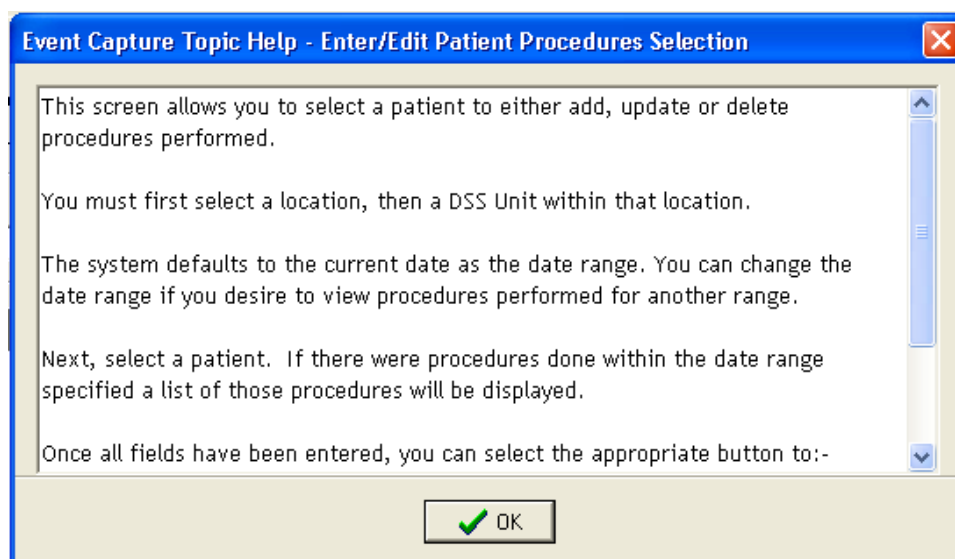 Event Capture Topic Help - Enter/Edit Patient Procedures Selection
This screen allows you to select a patient to either add, update or delete
procedures performed.
You must first select a location, then a DSS Unit within that location.
The system defaults to the current date as the date range. You can change the
date range if you desire to view procedures performed for another range.
Next, select a patient.  If there were procedures done within the date range
specified a list of those procedures will be displayed.
Once all fields have been entered, you can select the appropriate button to:-
OK